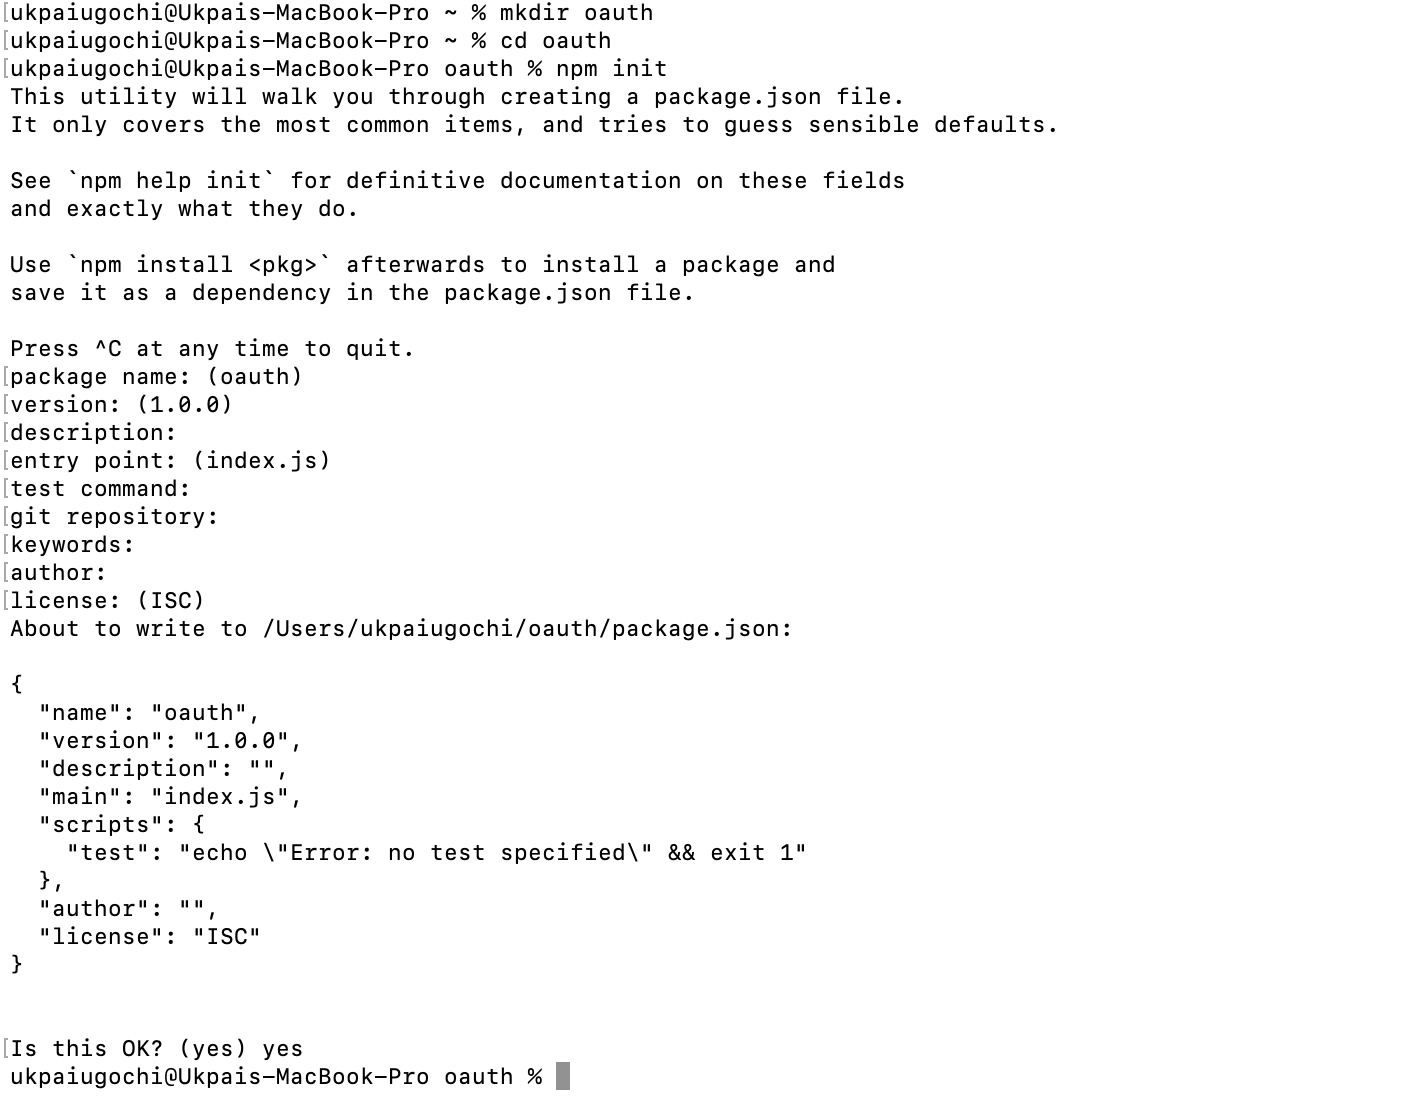 [ukpaiugochi@Ukpais-MacBook-Pro ~ % mkdir oauth
[ukpaiugochi@Ukpais-MacBook-Pro ~ % cd oauth
[ukpaiugochi@Ukpais-MacBook-Pro oauth % npm init
This utility will walk you through creating a package.json file.
It only covers the most common items, and tries to guess sensible defaults.

See `npm help init` for definitive documentation on these fields
and exactly what they do.

Use `npm install <pkg>` afterwards to install a package and
save it as a dependency in the package.json file.

Press ^C at any time to quit.
[package name: (oauth)
[version: (1.0.0)
[description:
[entry point: (index.js)
[test command:
[git repository:
[keywords:
[author:
[license: (ISC)
About to write to /Users/ukpaiugochi/oauth/package.json:

{
  "name": "oauth",
  "version": "1.0.0",
  "description": "",
  "main": "index.js",
  "scripts": {
    "test": "echo \"Error: no test specified\" && exit 1"
  },
  "author": "",
  "license": "ISC"
}

[Is this OK? (yes) yes
ukpaiugochi@Ukpais-MacBook-Pro oauth %